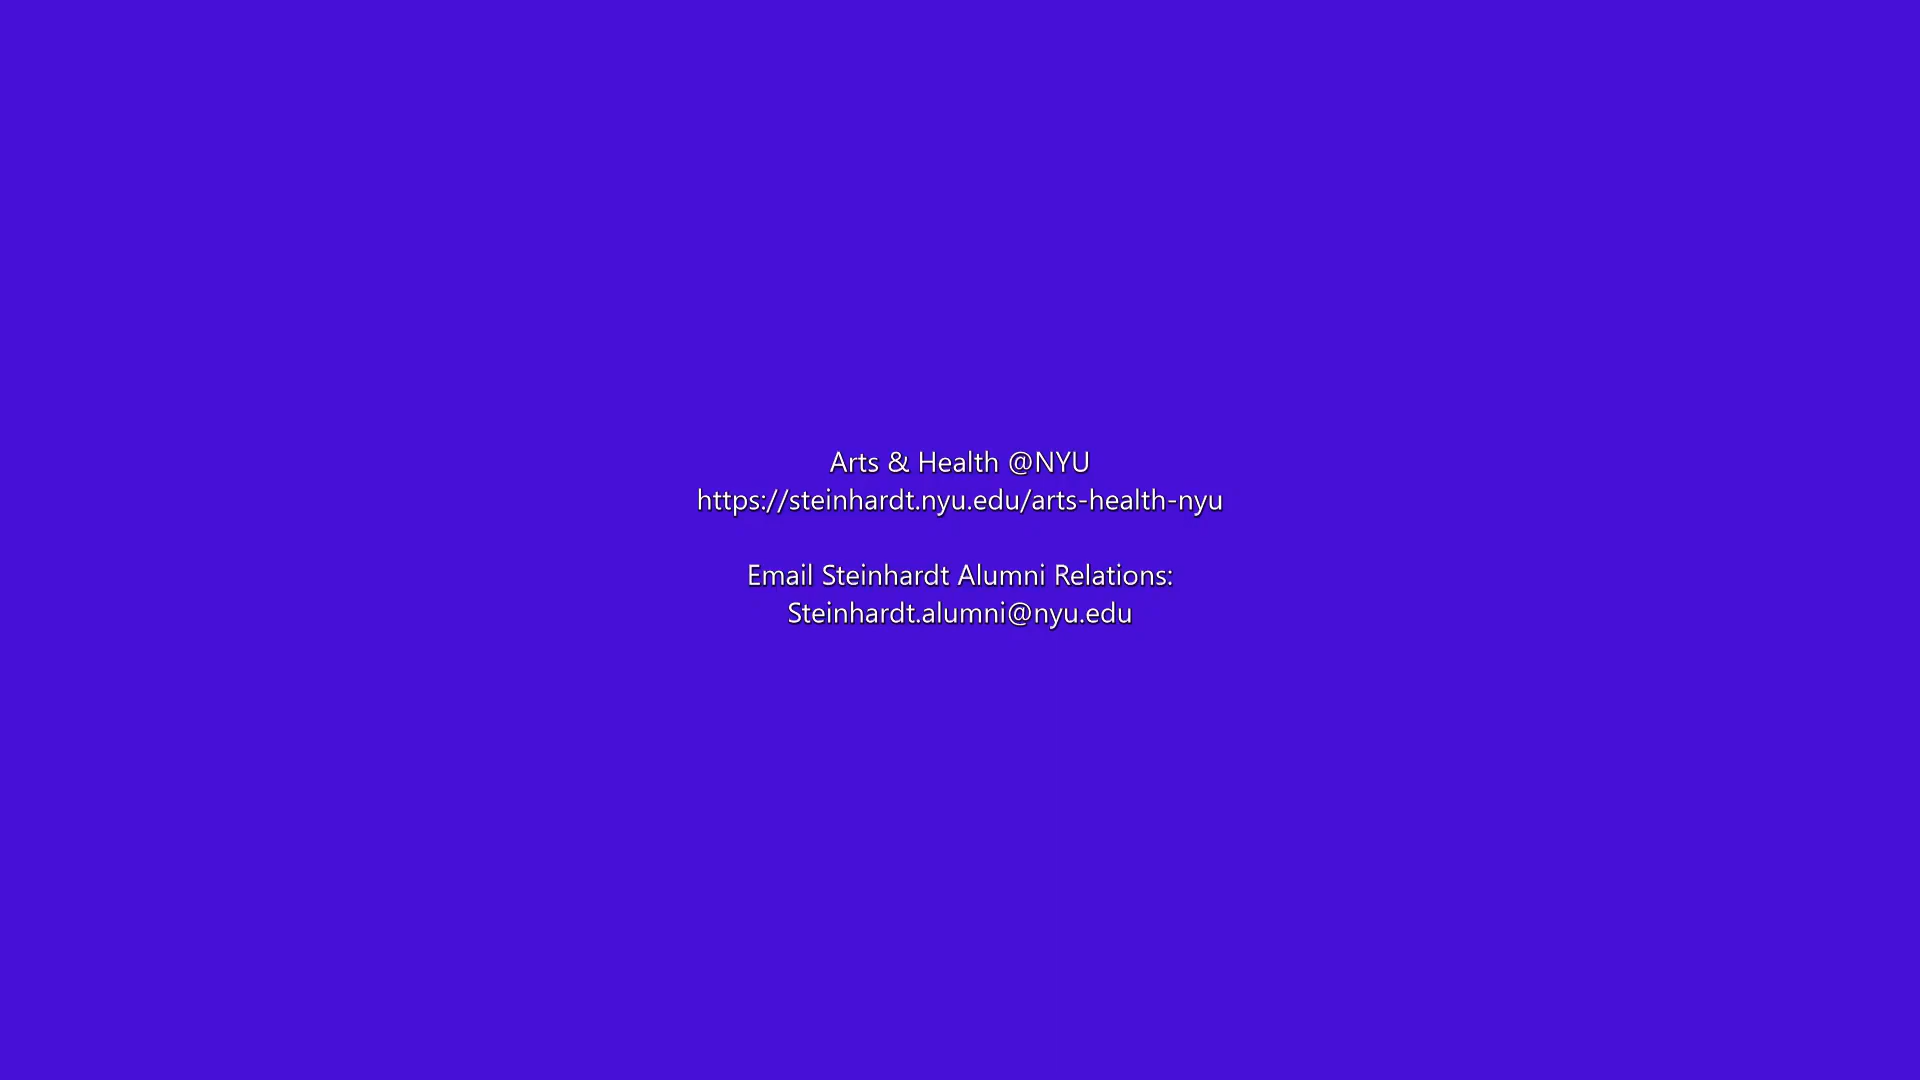 Arts & Health @NYU
https://steinhardt.nyu.edu/arts-health-nyu
Email Steinhardt Alumni Relations:
Steinhardt.alumni@nyu.edu